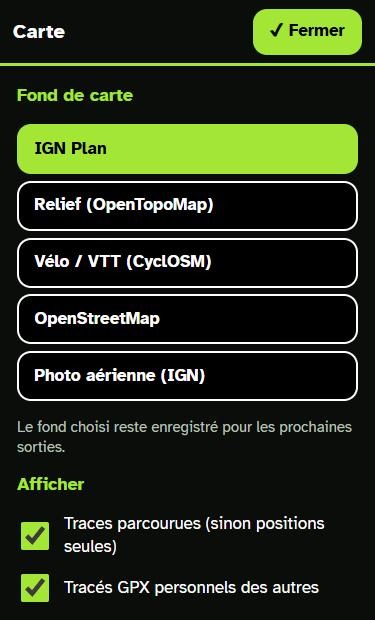 Carte
✓ Fermer
Fond de carte
IGN Plan
Relief (OpenTopoMap)
Vélo / VTT (CyclOSM)
OpenStreetMap
Photo aérienne (IGN)
Le fond choisi reste enregistré pour les prochaines
sorties.
Afficher
Traces parcourues (sinon positions
seules)
Tracés GPX personnels des autres